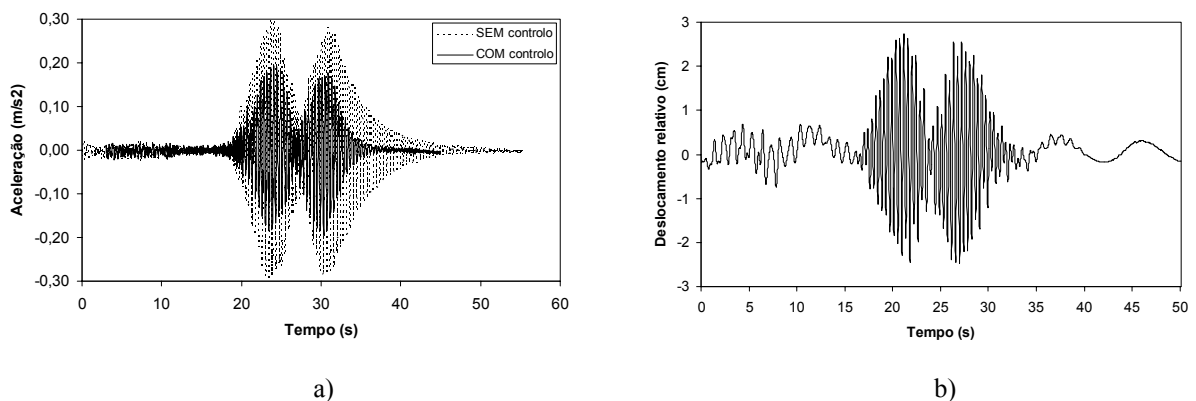 0,30
0,20
0,10
0,00
-0,10
-0,20
-0,30
Aceleração (m/s2)
SEM controlo
COM controlo
0 10 20 30 40 50 60
Tempo (s)
a)
3
2
1
0
-1
-2
-3
Deslocamento relativo (cm)
0 5 10 15 20 25 30 35 40 45 50
Tempo (s)
b)